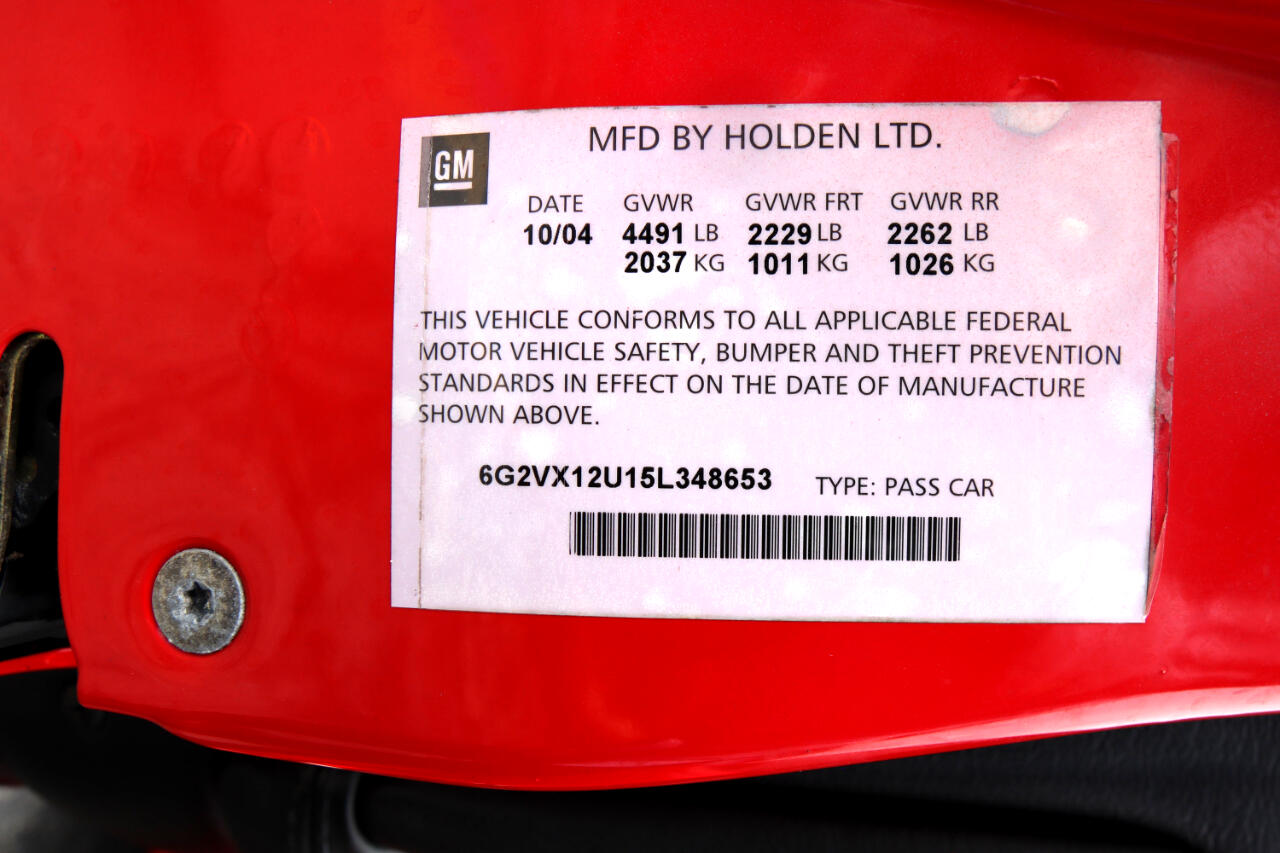 GM
MFD BY HOLDEN LTD.
DATE GVWR GVWR FRT GVWR RR
10/04 4491 LB 2229 LB 2262 LB
2037 KG 1011 KG 1026 KG
THIS VEHICLE CONFORMS TO ALL APPLICABLE FEDERAL
MOTOR VEHICLE SAFETY, BUMPER AND THEFT PREVENTION
STANDARDS IN EFFECT ON THE DATE OF MANUFACTURE
SHOWN ABOVE.
6G2VX12U15L348653 TYPE: PASS CAR